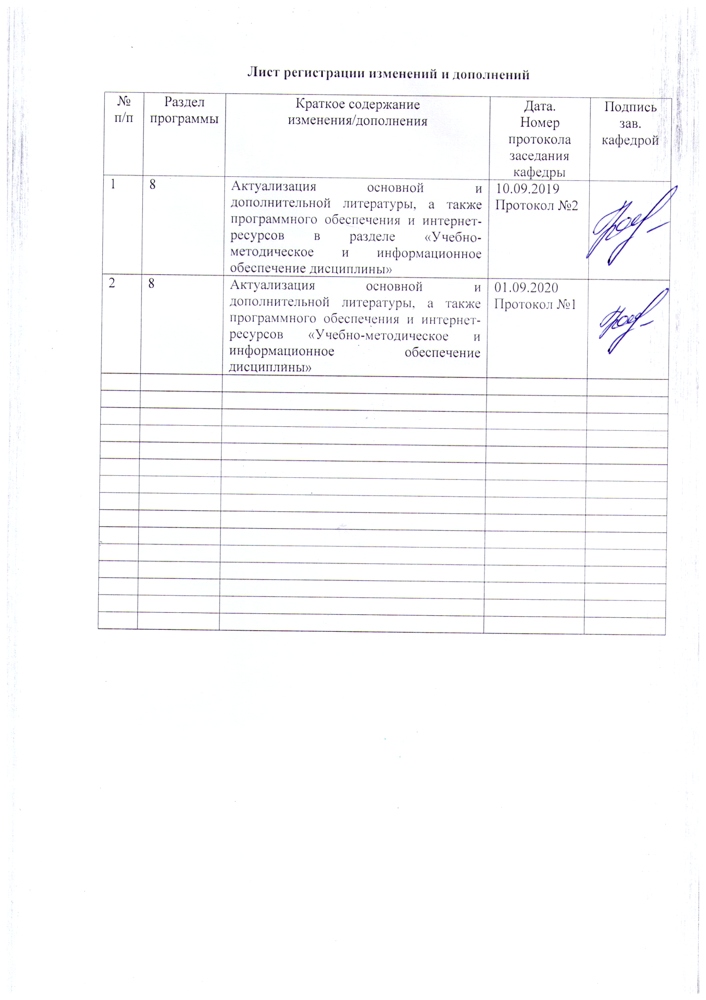 Лист регистрации изменений и дополнений
№
п/п
Раздел
программы
Краткое содержание
изменения/дополнения
Дата.
Номер
протокола
заседания
кафедры
Подпись
зав.
кафедрой
1
8
Актуализация основной и
дополнительной литературы, а также
программного обеспечения и интернет-
ресурсов в разделе «Учебно-
методическое и информационное
обеспечение дисциплины»
10.09.2019
Протокол №2
2
8
Актуализация основной и
дополнительной литературы, а также
программного обеспечения и интернет-
ресурсов «Учебно-методическое и
информационное обеспечение
дисциплины»
01.09.2020
Протокол №1